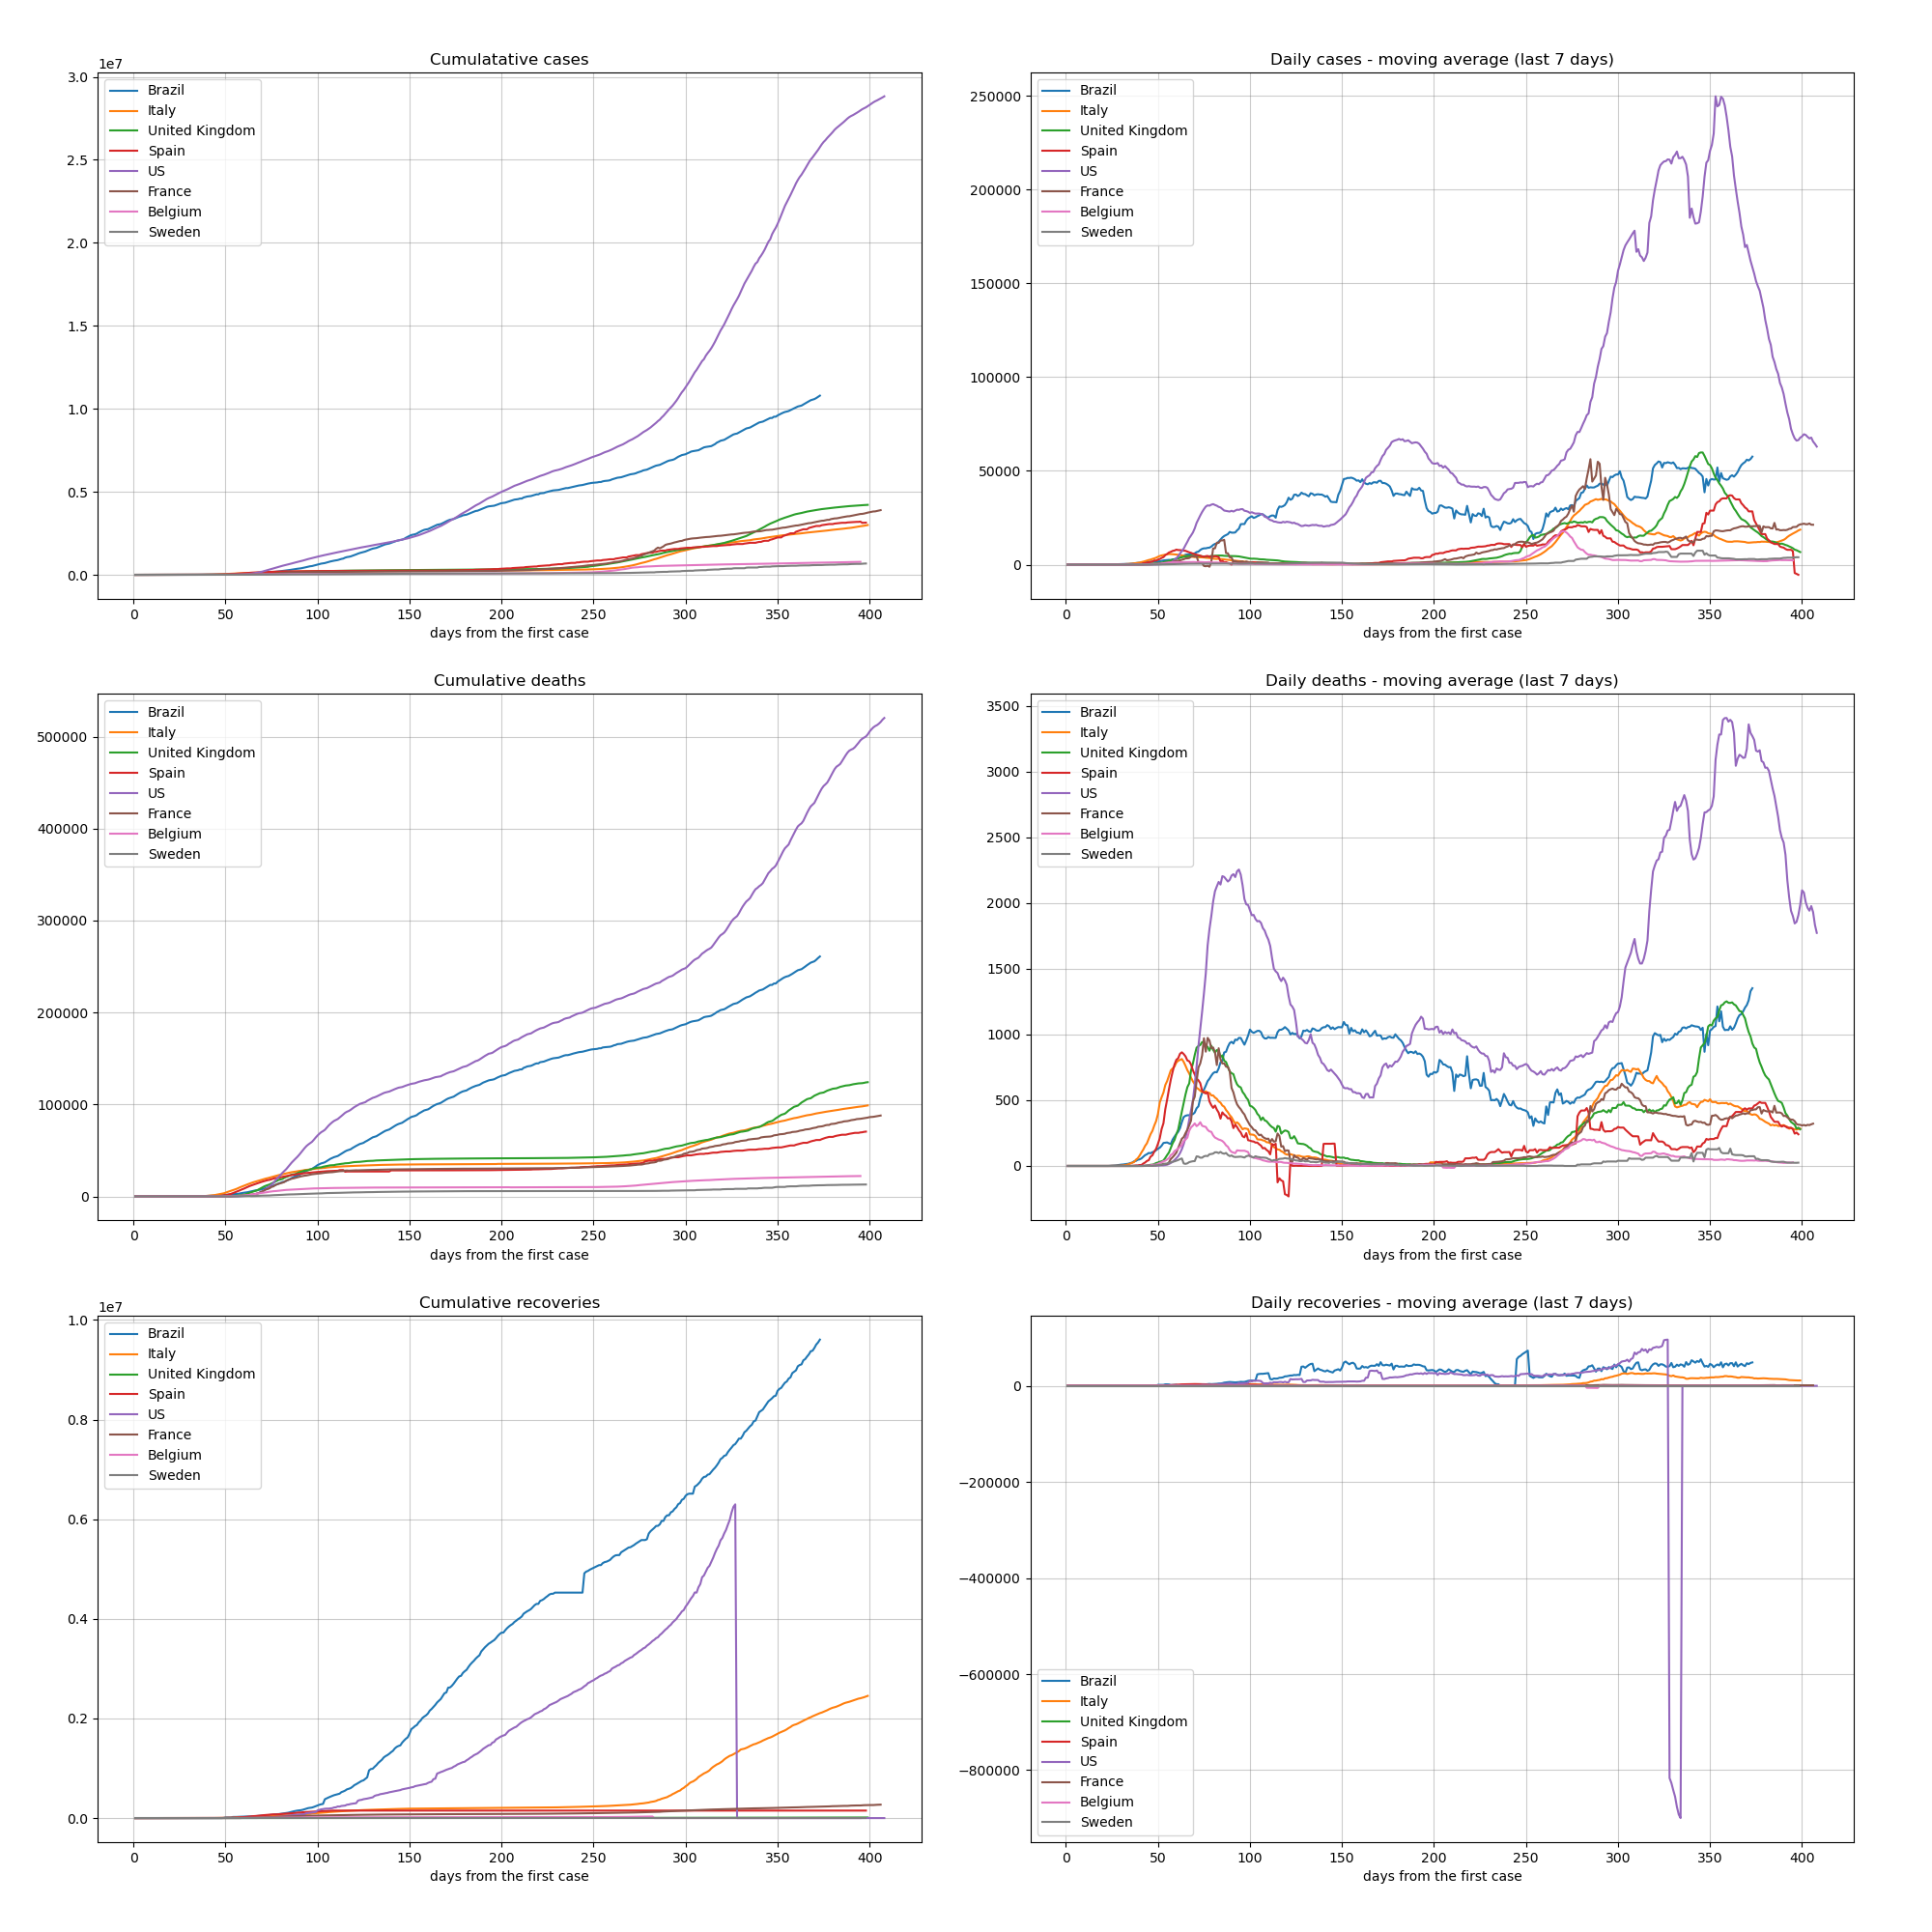 Cumulatative cases
1e7
3.0
2.5
2.0
1.5
1.0
0.5
0.0
Brazil
Italy
United Kingdom
Spain
US
France
Belgium
Sweden
0 50 100 150 200 250 300 350 400
days from the first case
Daily cases - moving average (last 7 days)
250000
200000
150000
100000
50000
0
Brazil
Italy
United Kingdom
Spain
US
France
Belgium
Sweden
0 50 100 150 200 250 300 350 400
days from the first case
Cumulative deaths
500000
400000
300000
200000
100000
0
Brazil
Italy
United Kingdom
Spain
US
France
Belgium
Sweden
0 50 100 150 200 250 300 350 400
days from the first case
Daily deaths - moving average (last 7 days)
3500
3000
2500
2000
1500
1000
500
0
Brazil
Italy
United Kingdom
Spain
US
France
Belgium
Sweden
0 50 100 150 200 250 300 350 400
days from the first case
Cumulative recoveries
1e7
1.0
0.8
0.6
0.4
0.2
0.0
Brazil
Italy
United Kingdom
Spain
US
France
Belgium
Sweden
0 50 100 150 200 250 300 350 400
days from the first case
Daily recoveries - moving average (last 7 days)
0
−200000
−400000
−600000
−800000
Brazil
Italy
United Kingdom
Spain
US
France
Belgium
Sweden
0 50 100 150 200 250 300 350 400
days from the first case